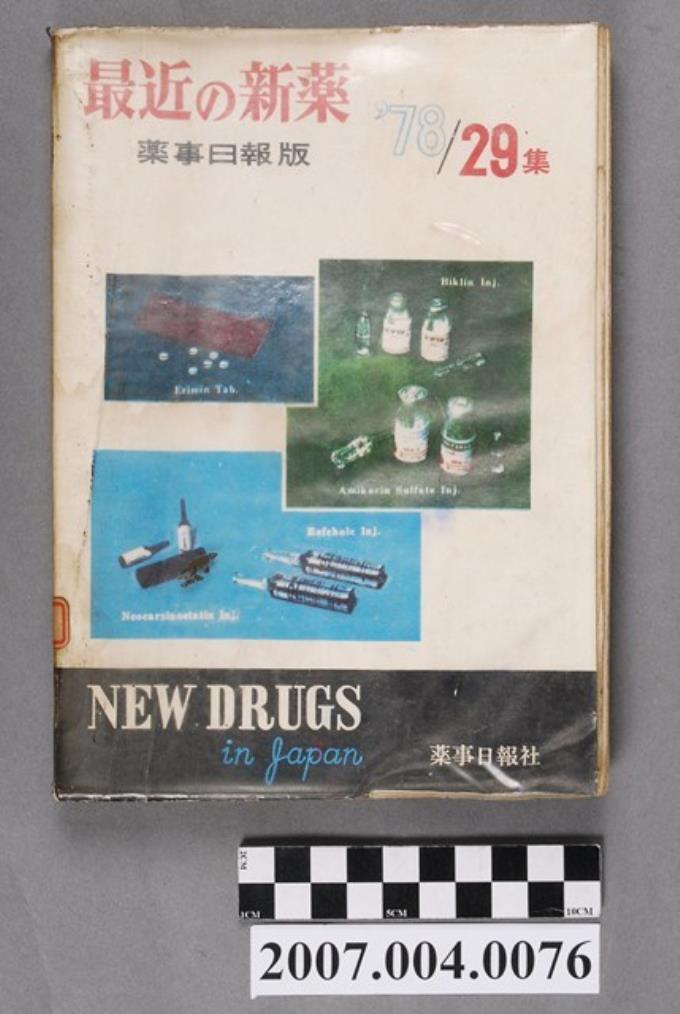 最近の新薬
'78/29集
薬事日報版
Biklin Inj.
Erimin Tab.
Amikacin Sulfate Inj.
Neocarzinostatin Inj.
NEW DRUGS
in Japan
薬事日報社
2CM
1CM
5CM
10CM
2007.004.0076